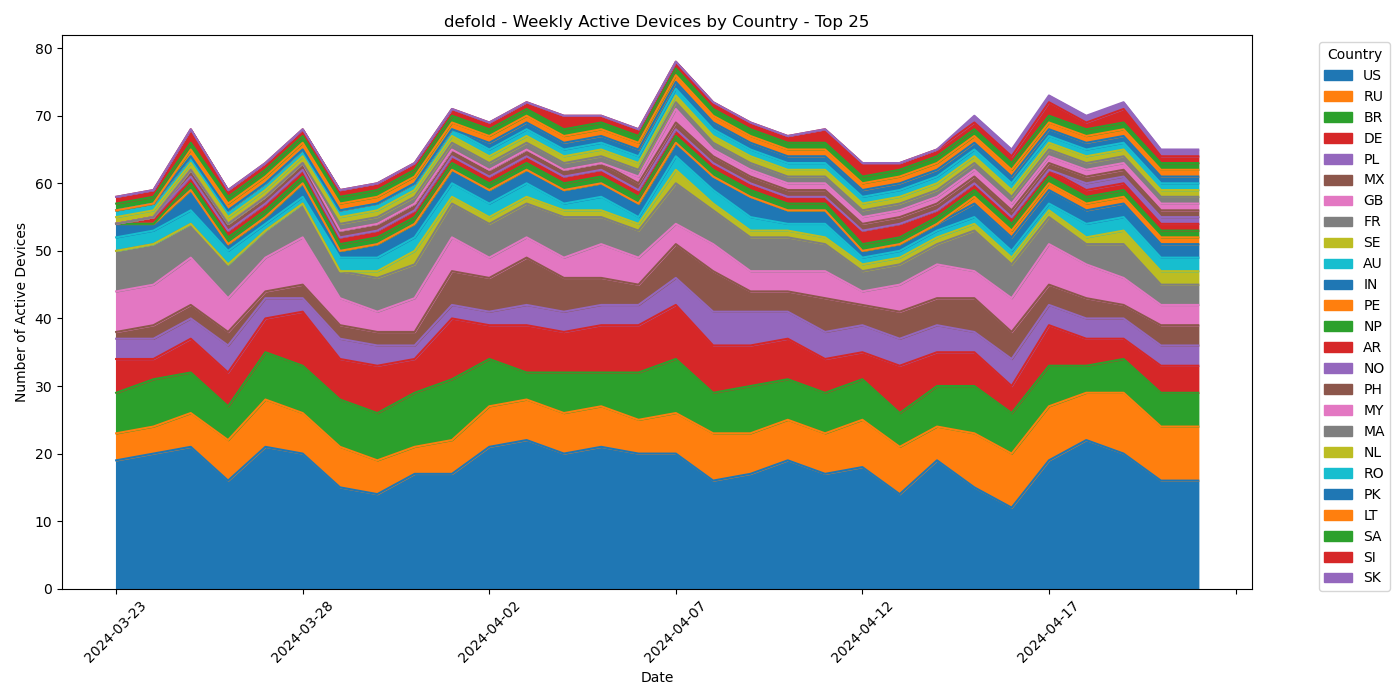 defold - Weekly Active Devices by Country - Top 25
Number of Active Devices
80
70
60
50
40
30
20
10
0
2024-03-23
2024-03-28
2024-04-02
2024-04-07
2024-04-12
2024-04-17
Date
Country
US
RU
BR
DE
PL
MX
GB
FR
SE
AU
IN
PE
NP
AR
NO
PH
MY
MA
NL
RO
PK
LT
SA
SI
SK